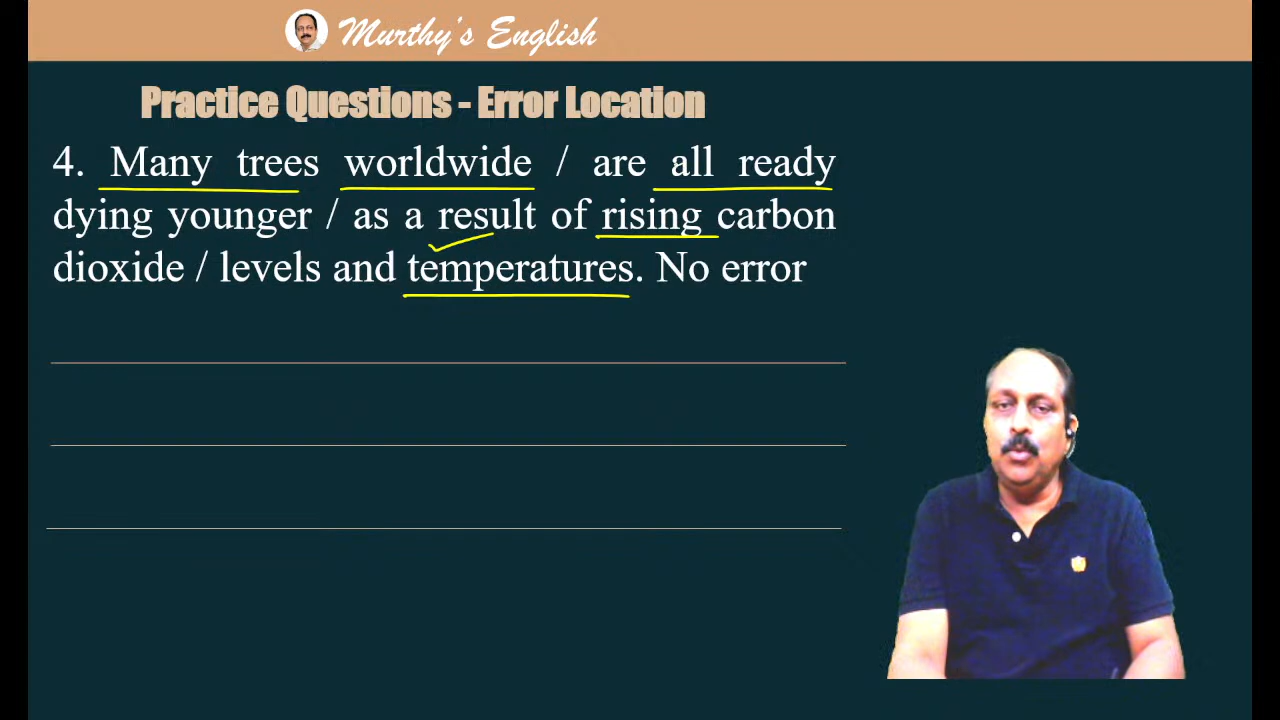 Murthy's English
Practice Questions - Error Location
4. Many trees worldwide / are all ready
dying younger / as a result of rising carbon
dioxide / levels and temperatures. No error